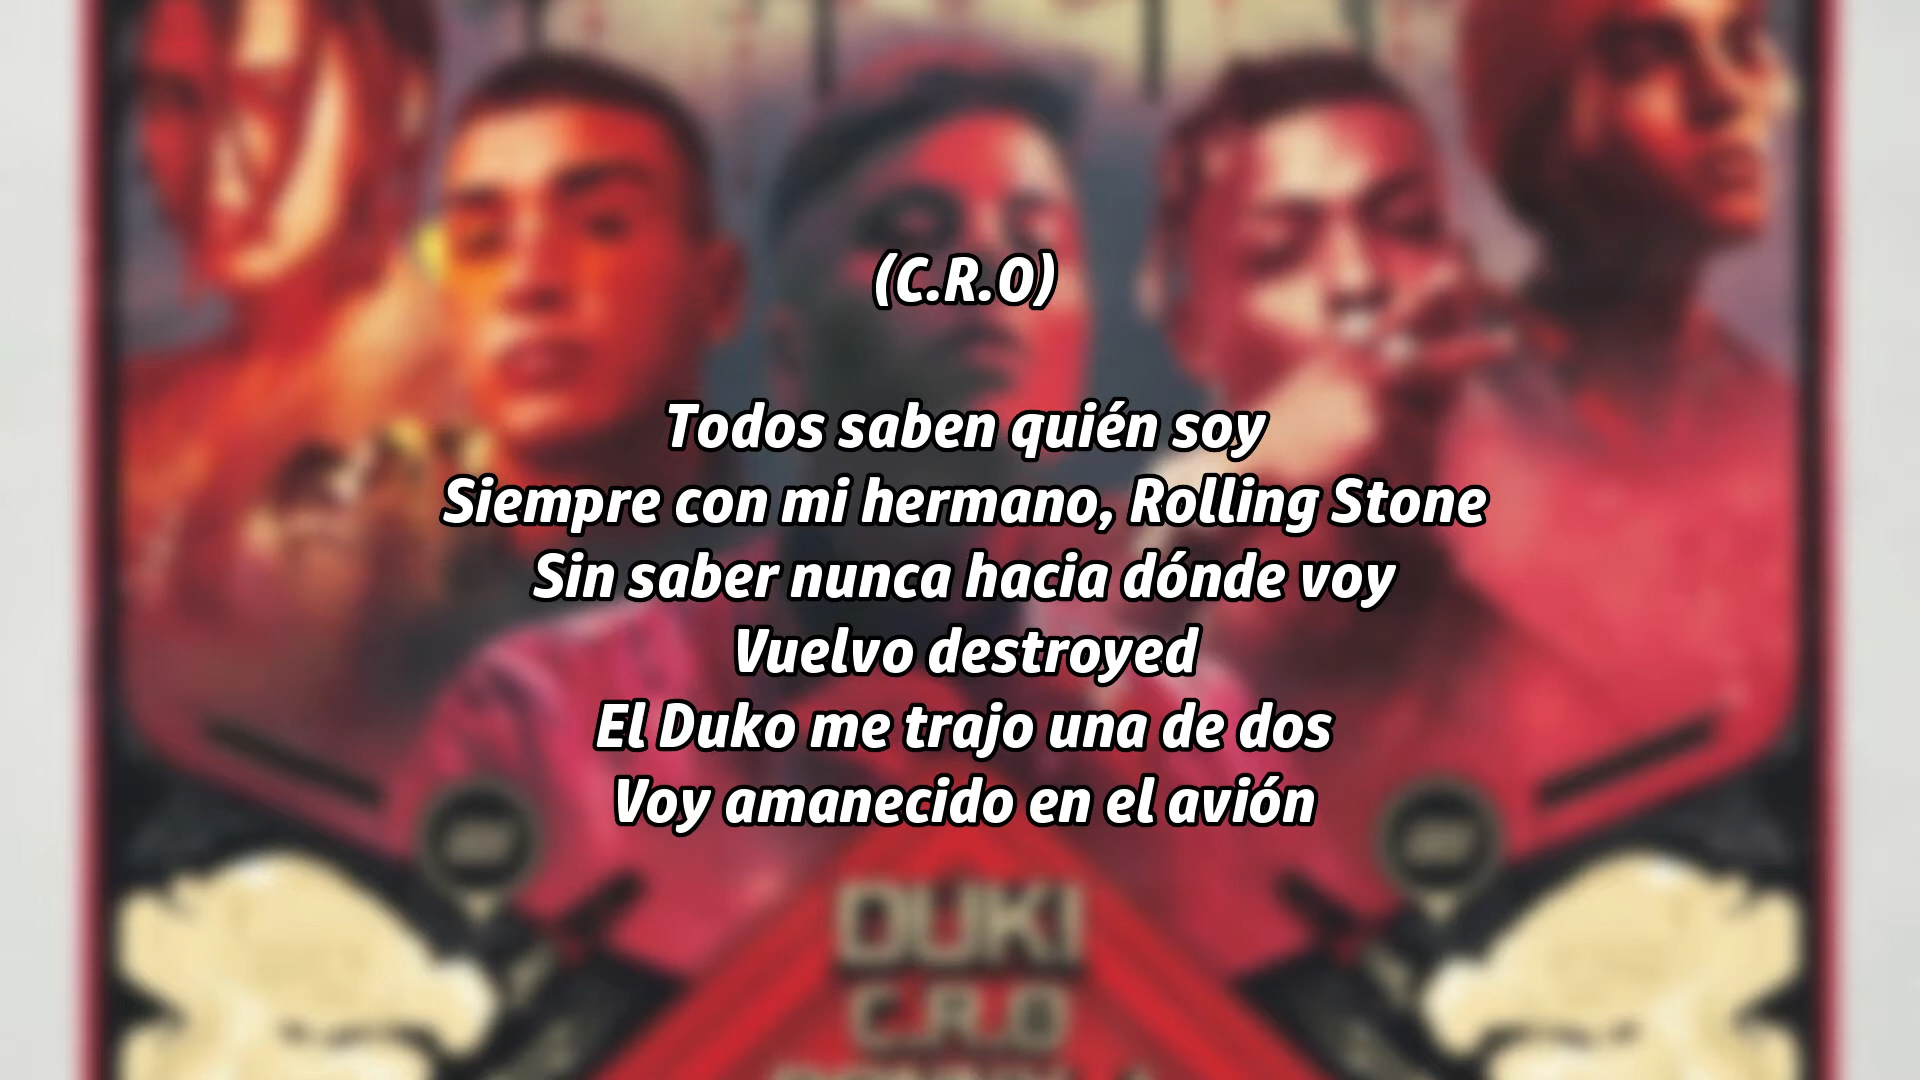 (C.R.O)
Todos saben quién soy
Siempre con mi hermano, Rolling Stone
Sin saber nunca hacia dónde voy
Vuelvo destroyed
El Duko me trajo una de dos
Voy amanecido en el avión
DUKI
C.R.O